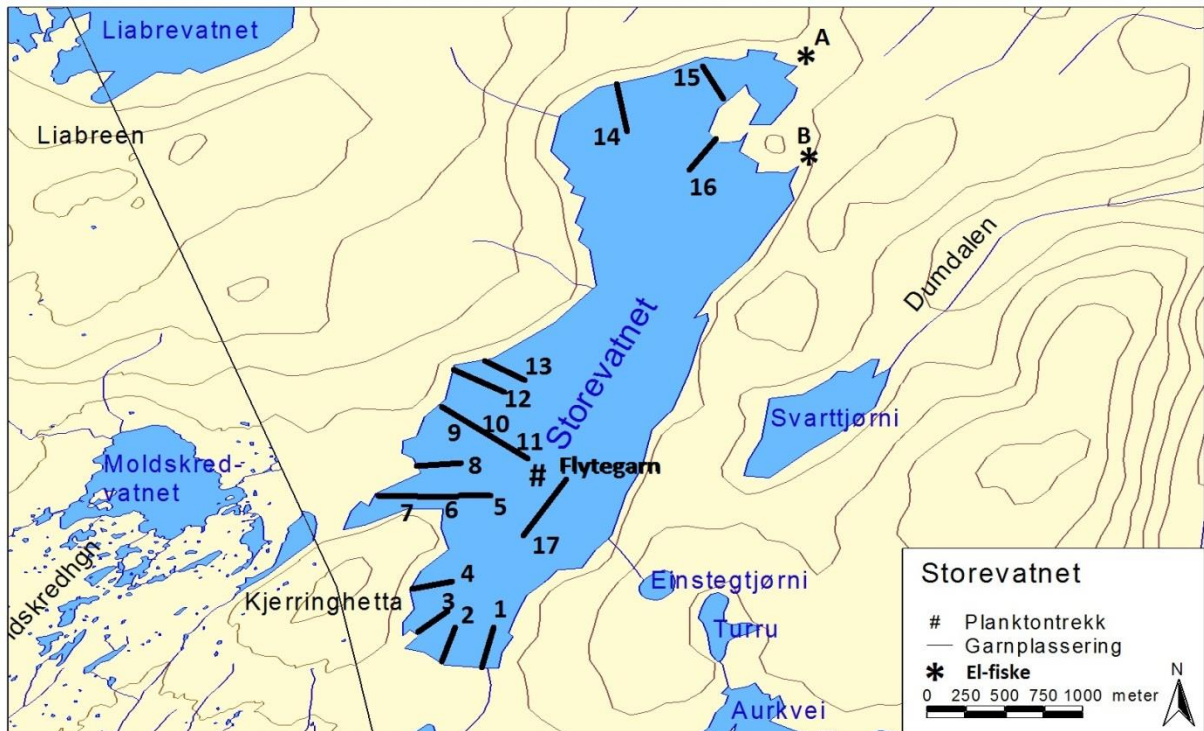 Liabrevatnet
A
15
Liabreen
14
B
16
Dumdalen
Storevatnet
13
12
10
9
11
Svarttjørni
Moldskred-
vatnet
8
#
Flytegarn
7
6
5
17
dskredhgn
4
Einstegtjørni
Kjerringhetta
3
2
1
Turru
Aurkvei
Storevatnet
# Planktontrekk
Garnplassering
* El-fiske
N
0 250 500 750 1000 meter